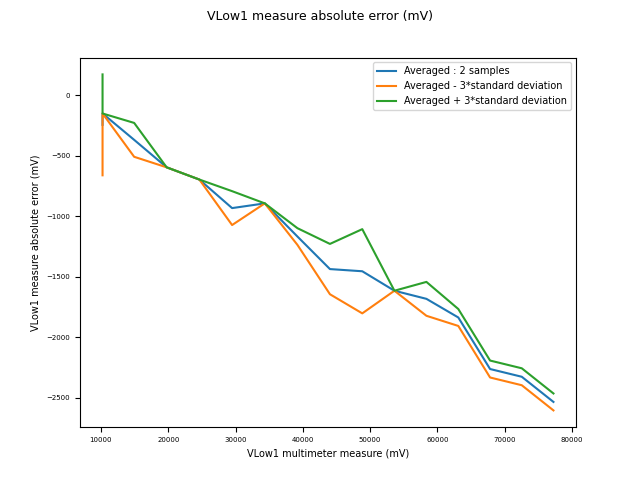 VLow1 measure absolute error (mV)
Averaged : 2 samples
Averaged - 3*standard deviation
Averaged + 3*standard deviation
VLow1 measure absolute error (mV)
0
−500
−1000
−1500
−2000
−2500
10000 20000 30000 40000 50000 60000 70000 80000
VLow1 multimeter measure (mV)